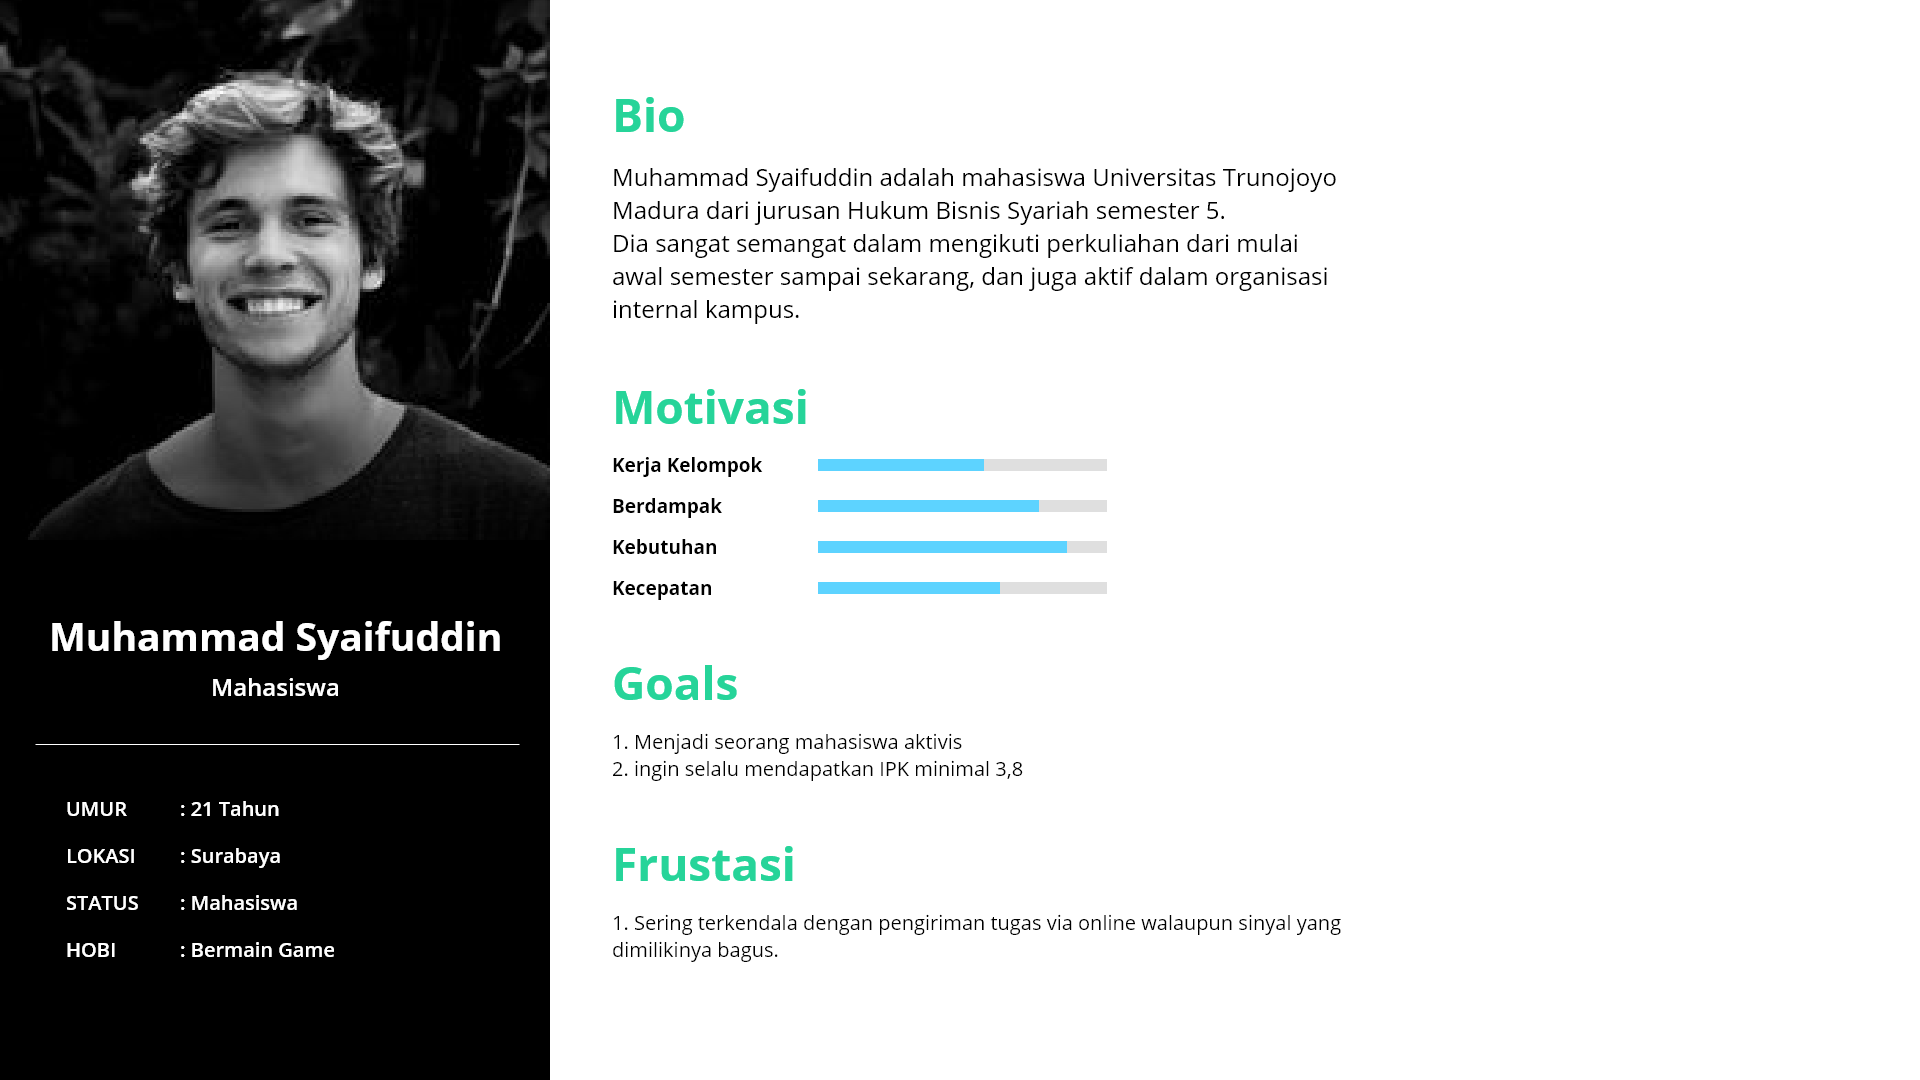 Muhammad Syaifuddin
Mahasiswa
UMUR : 21 Tahun
LOKASI : Surabaya
STATUS : Mahasiswa
HOBI : Bermain Game
Bio
Muhammad Syaifuddin adalah mahasiswa Universitas Trunojoyo
Madura dari jurusan Hukum Bisnis Syariah semester 5.
Dia sangat semangat dalam mengikuti perkuliahan dari mulai
awal semester sampai sekarang, dan juga aktif dalam organisasi
internal kampus.
Motivasi
Kerja Kelompok
Berdampak
Kebutuhan
Kecepatan
Goals
1. Menjadi seorang mahasiswa aktivis
2. ingin selalu mendapatkan IPK minimal 3,8
Frustasi
1. Sering terkendala dengan pengiriman tugas via online walaupun sinyal yang
dimilikinya bagus.